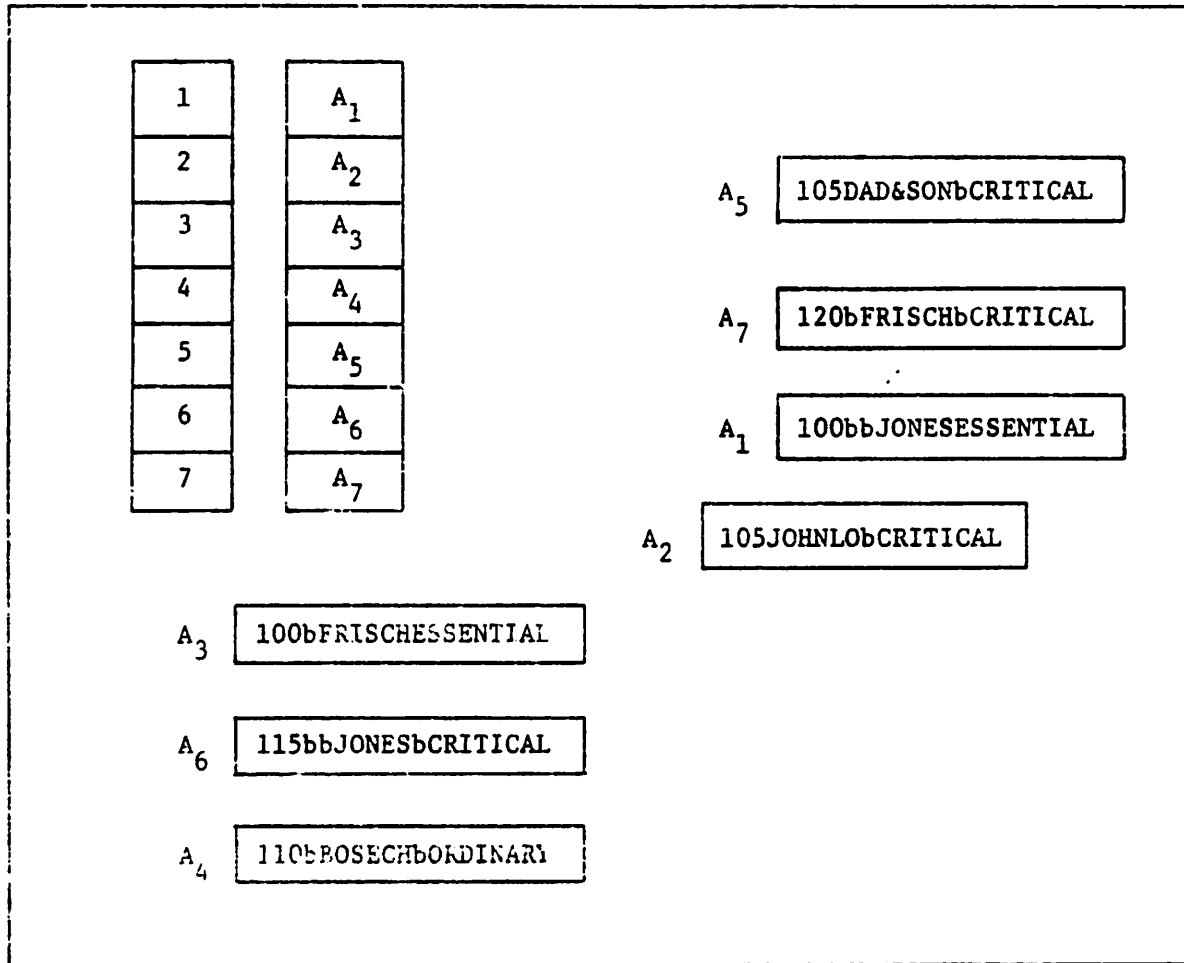 1 A1
2 A2
3 A3
4 A4
5 A5
6 A6
7 A7
A5 105DAD&SONbCRITICAL
A7 120bFRISCHbCRITICAL
A1 100bbJONESESSENTIAL
A2 105JOHNLObCRITICAL
A3 100bFRISCHESSENTIAL
A6 115bbJONESbCRITICAL
A4 110bBOSECHbORDINARY